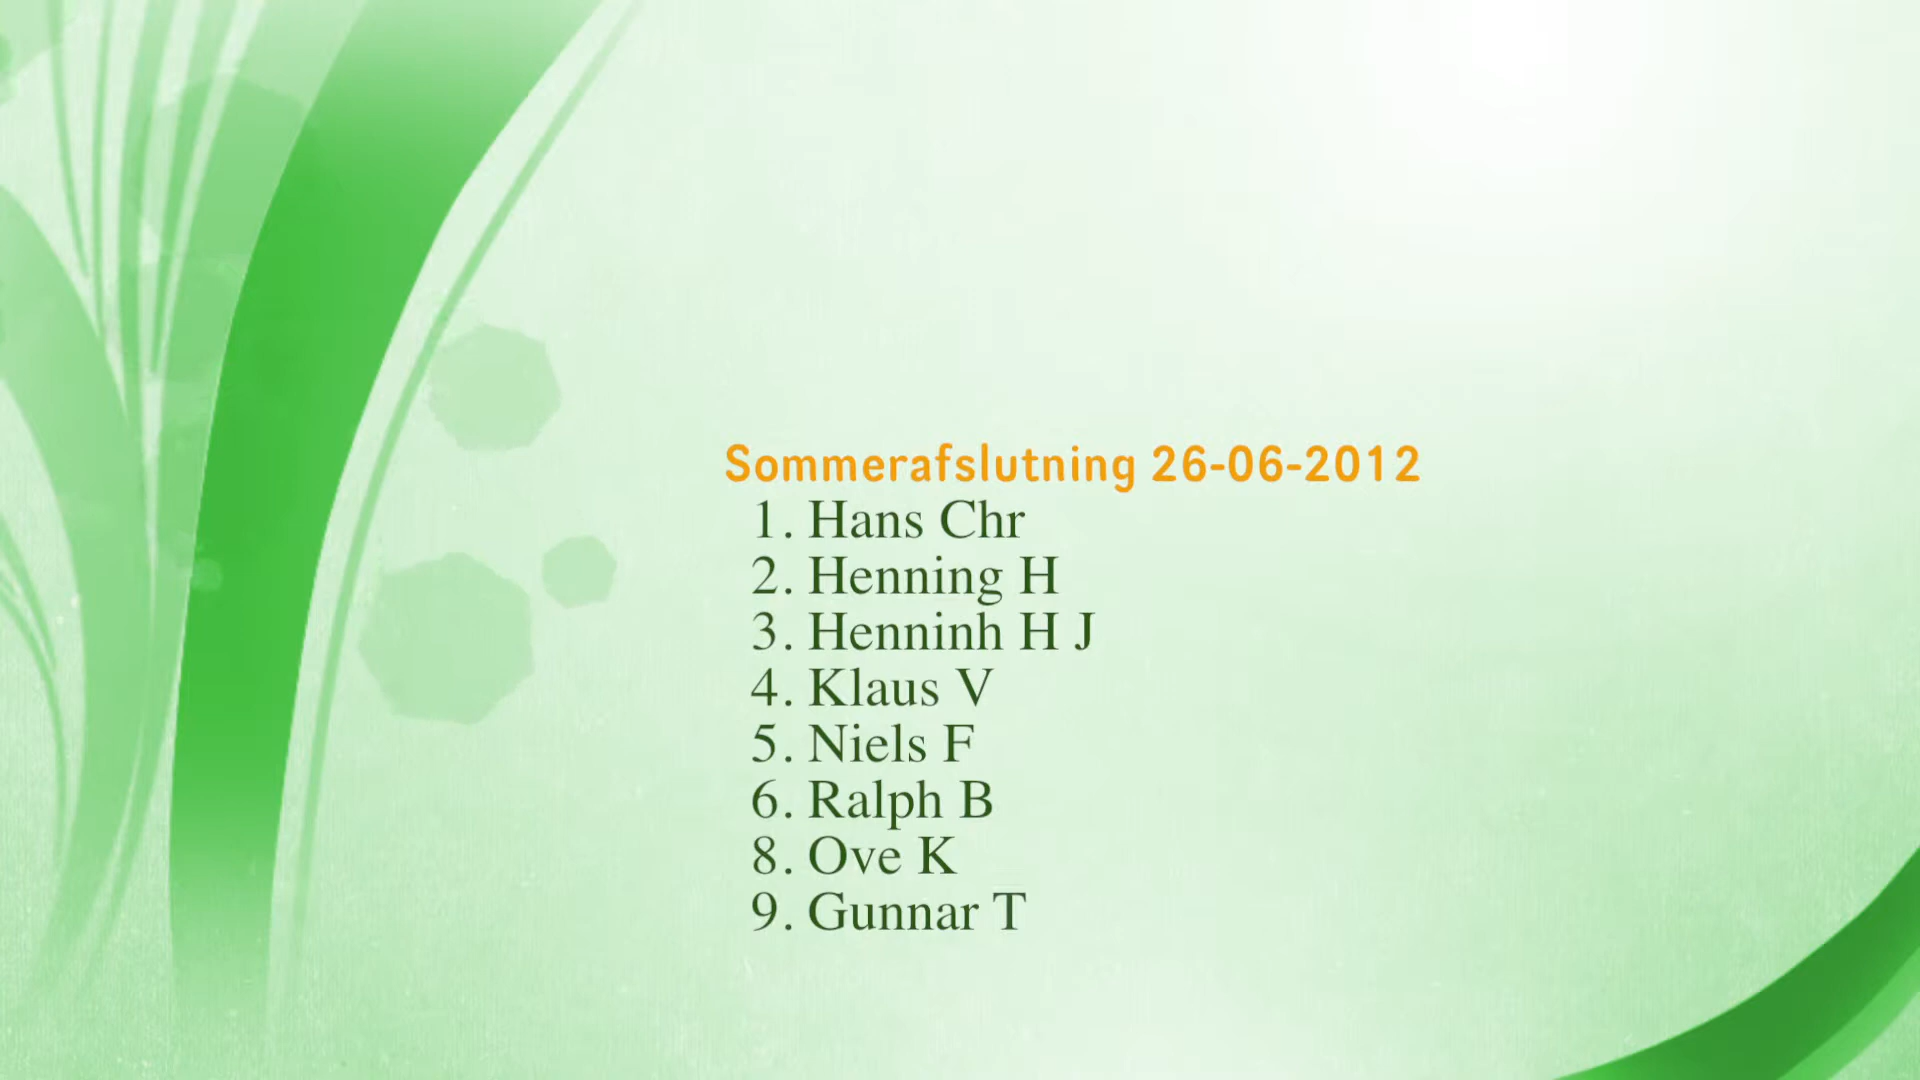 Sommerafslutning 26-06-2012
1. Hans Chr
2. Henning H
3. Henninh H J
4. Klaus V
5. Niels F
6. Ralph B
8. Ove K
9. Gunnar T